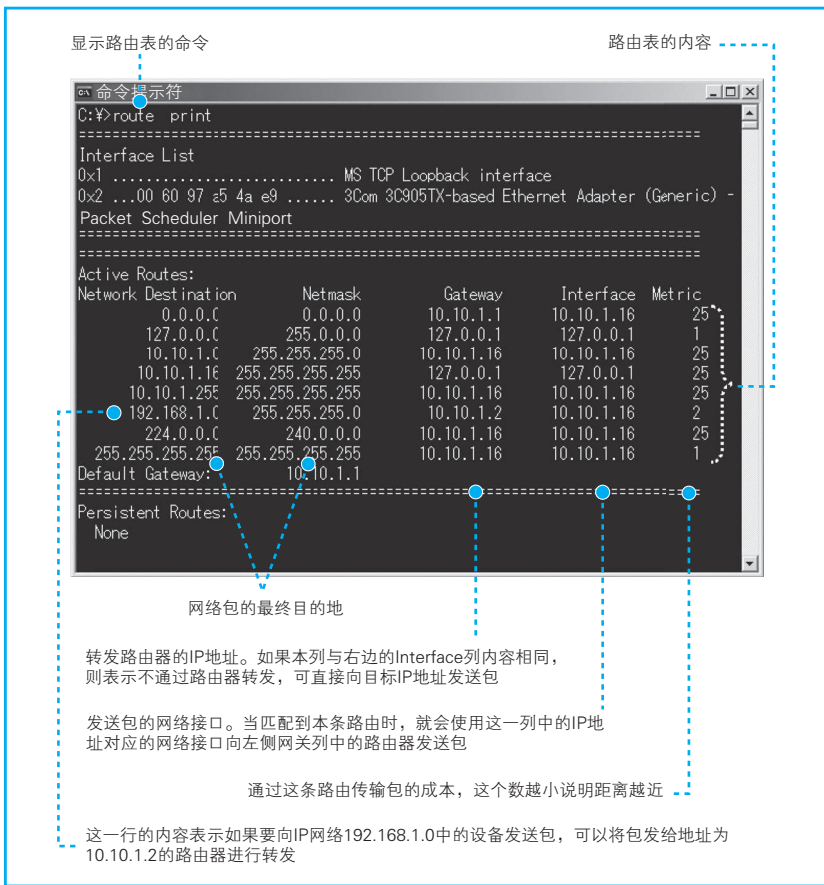 显示路由表的命令
路由表的内容
命令提示符
C:¥>route print
Interface List
0x1 ........................... MS TCP Loopback interface
0x2 ...00 60 97 a5 4a e9 ...... 3Com 3C905TX-based Ethernet Adapter (Generic) -
Packet Scheduler Miniport
Active Routes:
Network Destination Netmask Gateway Interface Metric
0.0.0.0 0.0.0.0 10.10.1.1 10.10.1.16 25
127.0.0.0 255.0.0.0 127.0.0.1 127.0.0.1 1
10.10.1.0 255.255.255.0 10.10.1.16 10.10.1.16 25
10.10.1.16 255.255.255.255 127.0.0.1 127.0.0.1 25
10.10.1.255 255.255.255.255 10.10.1.16 10.10.1.16 25
192.168.1.0 255.255.255.0 10.10.1.2 10.10.1.16 2
224.0.0.0 240.0.0.0 10.10.1.16 10.10.1.16 25
255.255.255.255 255.255.255.255 10.10.1.16 10.10.1.16 1
Default Gateway: 10.10.1.1
Persistent Routes:
None
网络包的最终目的地
转发路由器的IP地址。如果本列与右边的Interface列内容相同，
则表示不通过路由器转发，可直接向目标IP地址发送包
发送包的网络接口。当匹配到本条路由时，就会使用这一列中的IP地
址对应的网络接口向左侧网关列中的路由器发送包
通过这条路由传输包的成本，这个数越小说明距离越近
这一行的内容表示如果要向IP网络192.168.1.0中的设备发送包，可以将包发给地址为
10.10.1.2的路由器进行转发